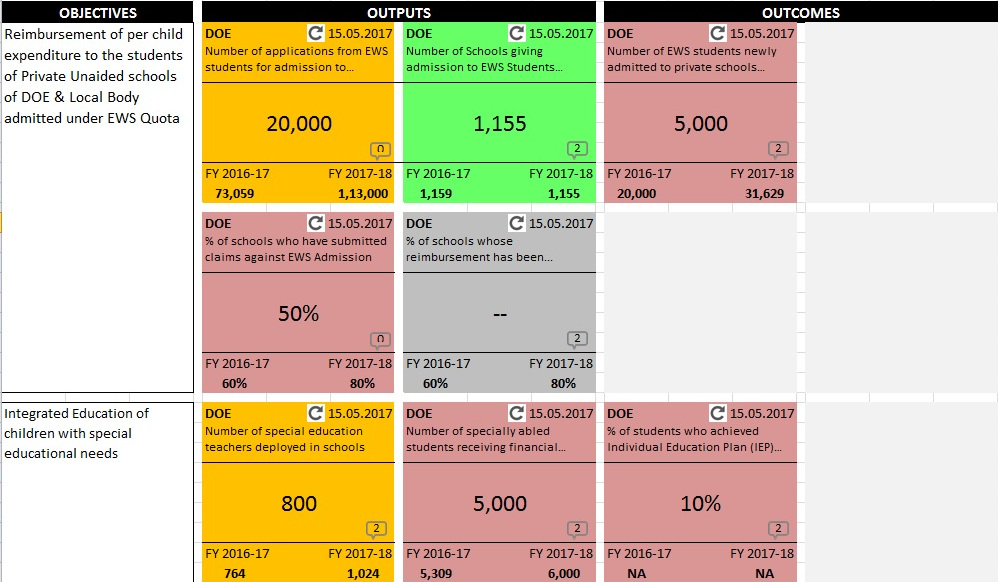 OBJECTIVES
OUTPUTS
OUTCOMES
Reimbursement of per child
expenditure to the students
of Private Unaided schools
of DOE & Local Body
admitted under EWS Quota
DOE 15.05.2017
Number of applications from EWS
students for admission to...
20,000
0
FY 2016-17 FY 2017-18
73,059 1,13,000
DOE 15.05.2017
Number of Schools giving
admission to EWS Students...
1,155
2
FY 2016-17 FY 2017-18
1,159 1,155
DOE 15.05.2017
Number of EWS students newly
admitted to private schools...
5,000
2
FY 2016-17 FY 2017-18
20,000 31,629
DOE 15.05.2017
% of schools who have submitted
claims against EWS Admission
50%
0
FY 2016-17 FY 2017-18
60% 80%
DOE 15.05.2017
% of schools whose
reimbursement has been...
--
2
FY 2016-17 FY 2017-18
60% 80%
Integrated Education of
children with special
educational needs
DOE 15.05.2017
Number of special education
teachers deployed in schools
800
2
FY 2016-17 FY 2017-18
764 1,024
DOE 15.05.2017
Number of specially abled
students receiving financial...
5,000
2
FY 2016-17 FY 2017-18
5,309 6,000
DOE 15.05.2017
% of students who achieved
Individual Education Plan (IEP)...
10%
2
FY 2016-17 FY 2017-18
NA NA